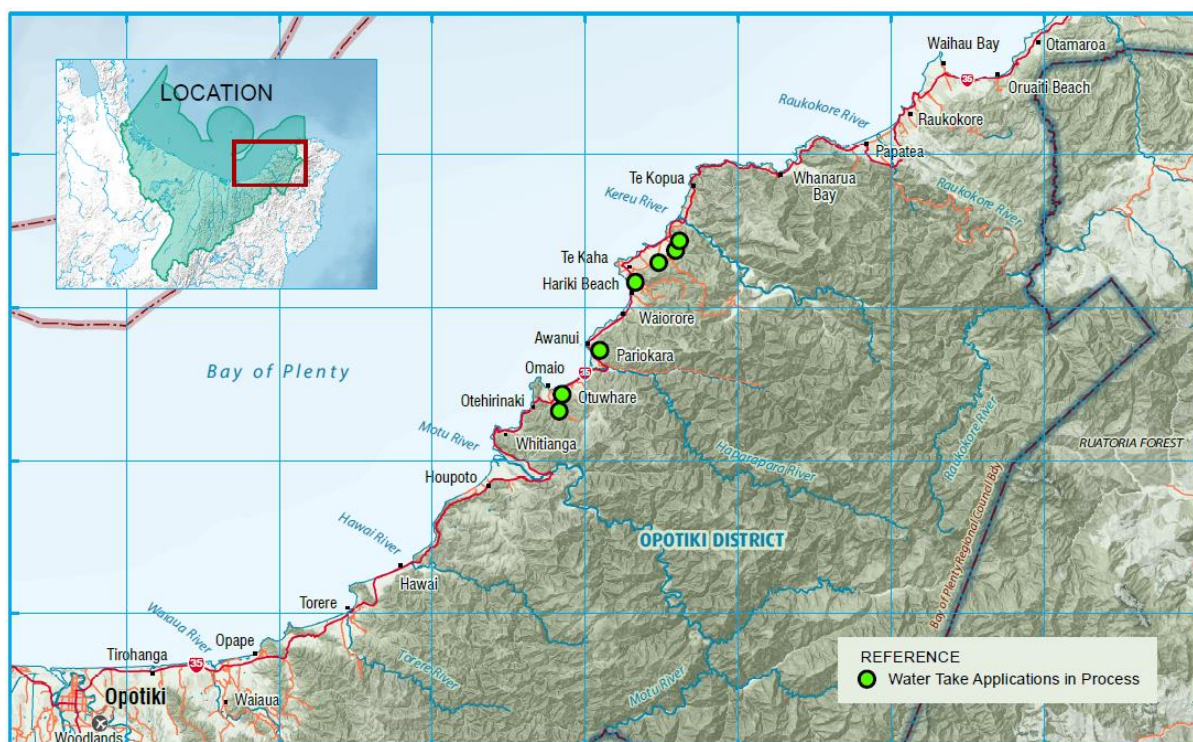 LOCATION
Waihau Bay
Otamaroa
35
Oruaiti Beach
Raukokore River
Raukokore
Papatea
Te Kopua
Whanarua
Bay
Raukokore River
Kereu River
Te Kaha
Hariki Beach
Waiorore
Awanui
Pariokara
Bay of Plenty
Omaio
35
Otehirinaki
Otuwhare
Motu River
Whitianga
Haparapara River
Raukokore River
RUATORIA FOREST
Houpoto
Hawai River
OPOTIKI DISTRICT
Bay of Plenty Regional Council Bdy
Hawai
Torere
Waiaua River
Opape
Tirohanga
35
Torere River
Motu River
REFERENCE
Water Take Applications in Process
Opotiki
Waiaua
Woodlands